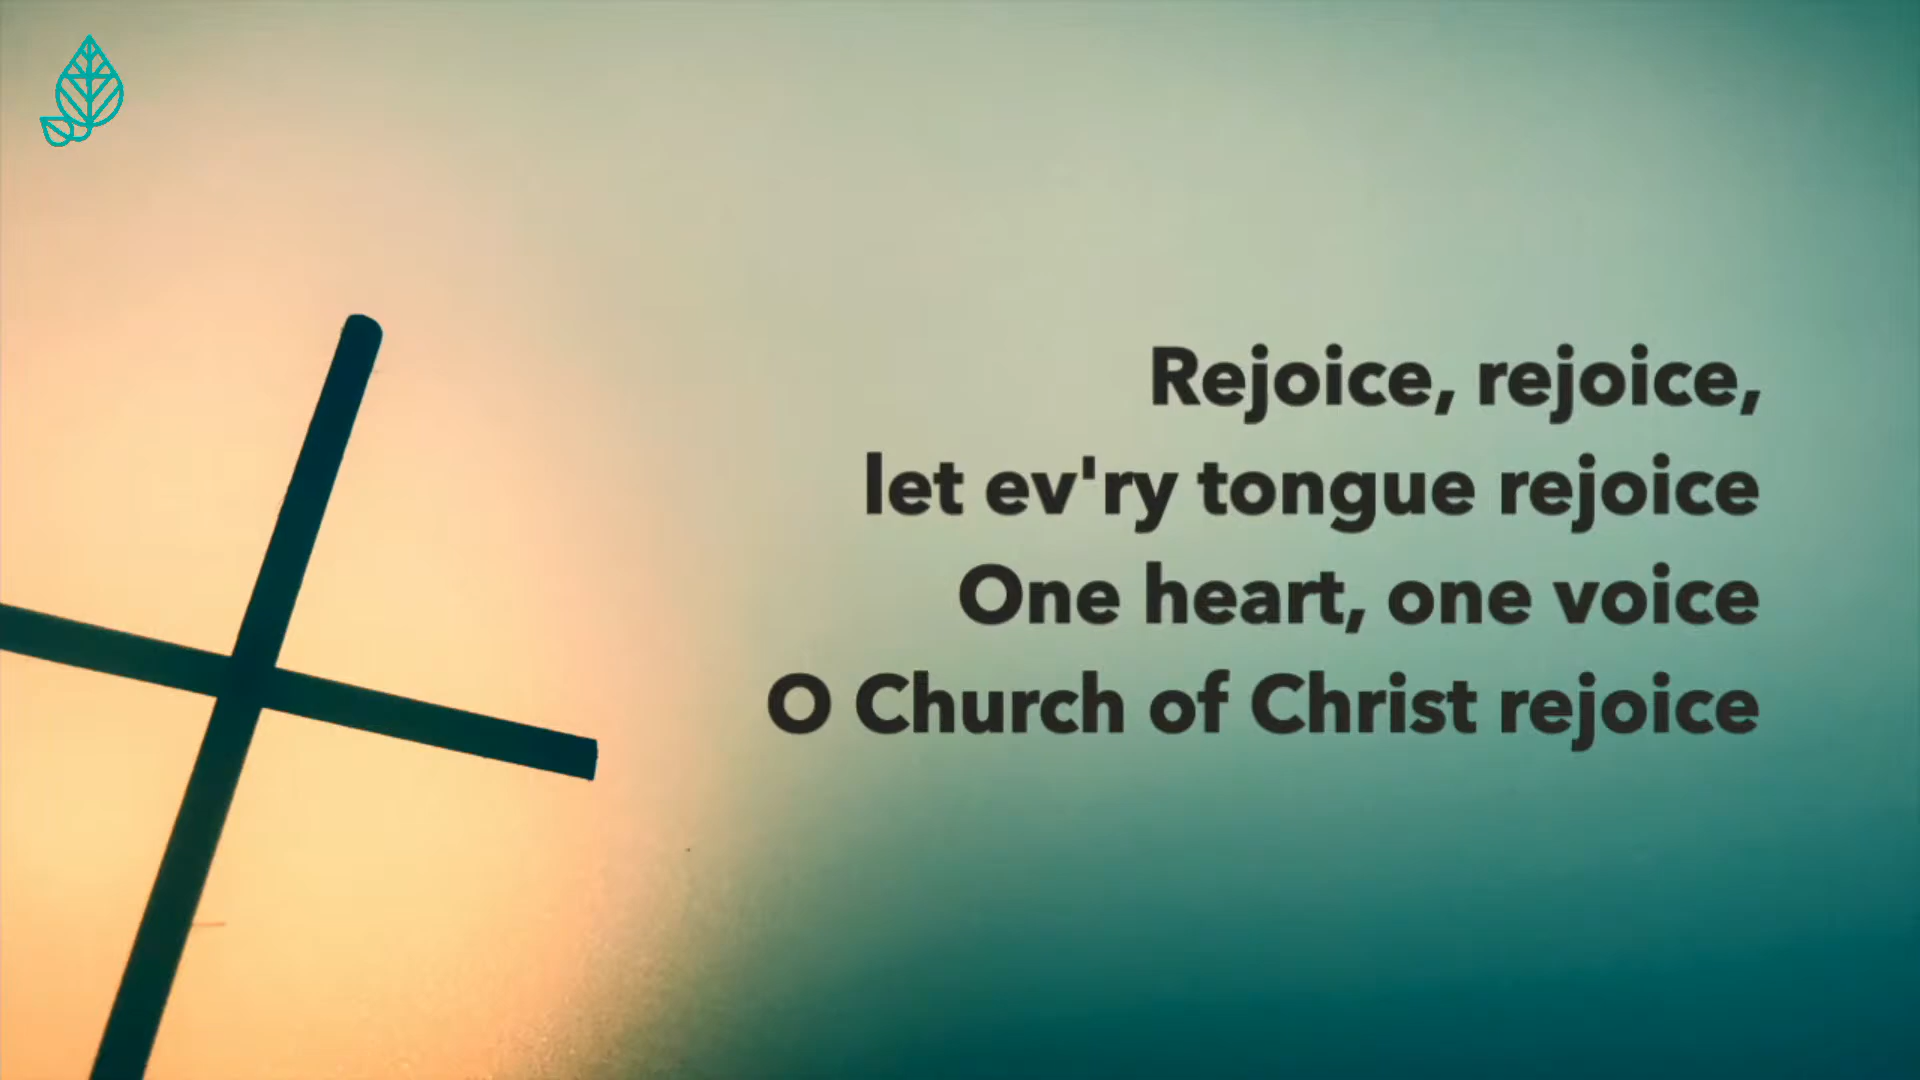 Rejoice, rejoice,
let ev'ry tongue rejoice
One heart, one voice
O Church of Christ rejoice